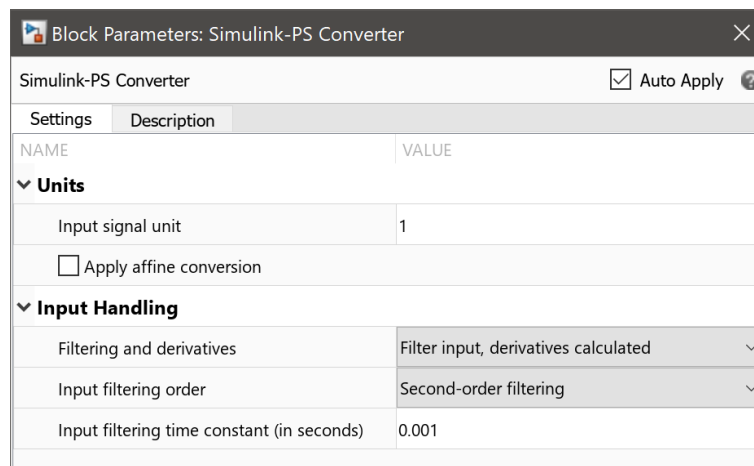 Block Parameters: Simulink-PS Converter
Simulink-PS Converter
Auto Apply
?
Settings Description
NAME VALUE
Units
Input signal unit 1
Apply affine conversion
Input Handling
Filtering and derivatives Filter input, derivatives calculated
Input filtering order Second-order filtering
Input filtering time constant (in seconds) 0.001